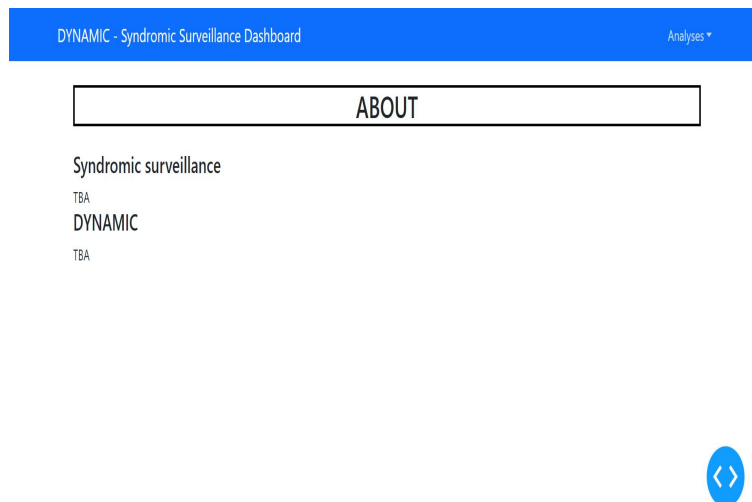 DYNAMIC - Syndromic Surveillance Dashboard
Analyses
ABOUT
Syndromic surveillance
TBA
DYNAMIC
TBA